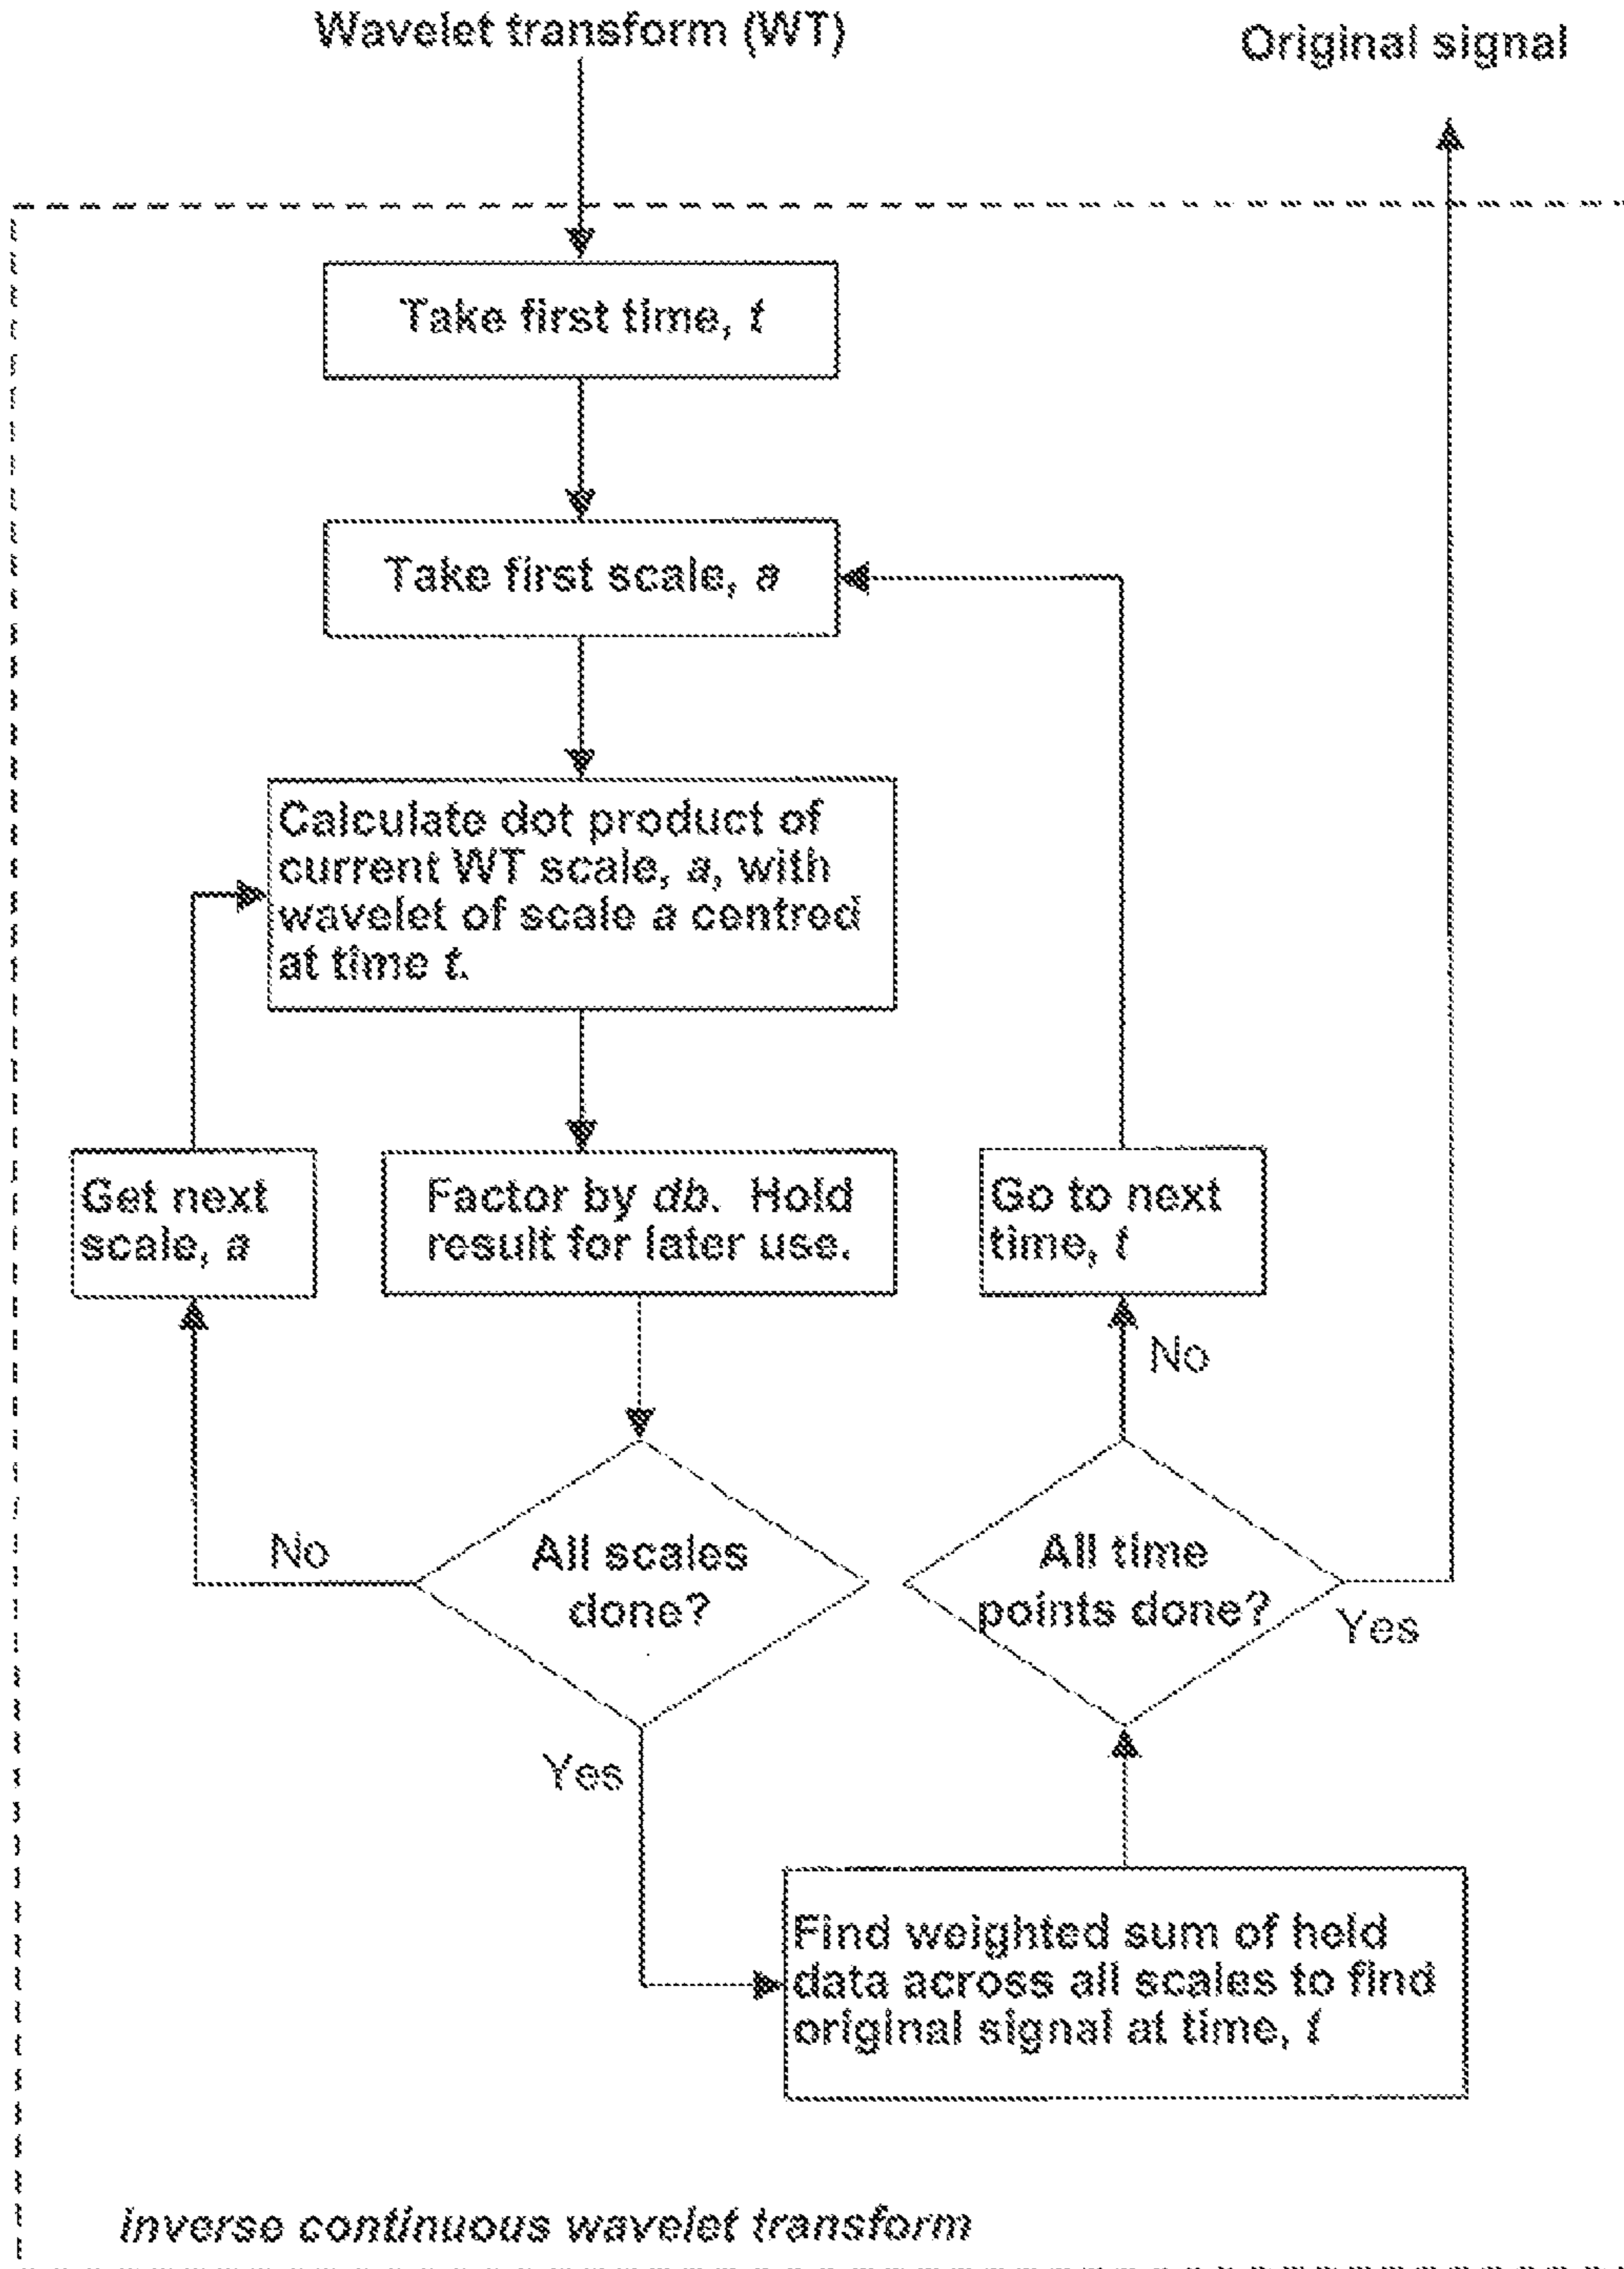 Wavelet transform (WT)
Original signal
Take first time, t
Take first scale, a
Calculate dot product of
current WT scale, a, with
wavelet of scale a centred
at time t.
Get next
scale, a
Factor by db. Hold
result for later use.
Go to next
time, t
No
No
All scales
done?
All time
points done?
Yes
Yes
Find weighted sum of held
data across all scales to find
original signal at time, t
inverse continuous wavelet transform